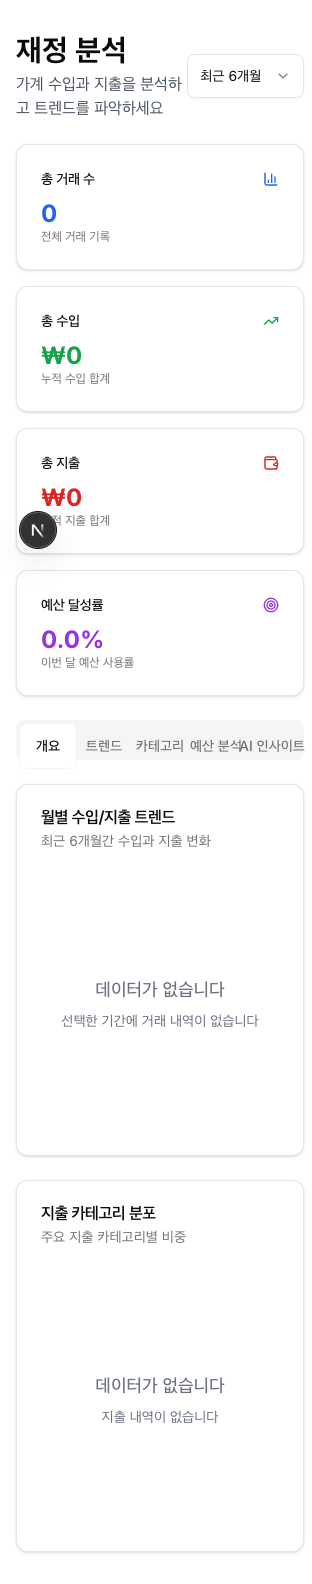 재정 분석
가계 수입과 지출을 분석하
고 트렌드를 파악하세요
최근 6개월
총 거래 수
0
전체 거래 기록
총 수입
₩0
누적 수입 합계
총 지출
₩0
적 지출 합계
N
예산 달성률
0.0%
이번 달 예산 사용률
개요 트렌드 카테고리 예산 분석 AI 인사이트
월별 수입/지출 트렌드
최근 6개월간 수입과 지출 변화
데이터가 없습니다
선택한 기간에 거래 내역이 없습니다
지출 카테고리 분포
주요 지출 카테고리별 비중
데이터가 없습니다
지출 내역이 없습니다